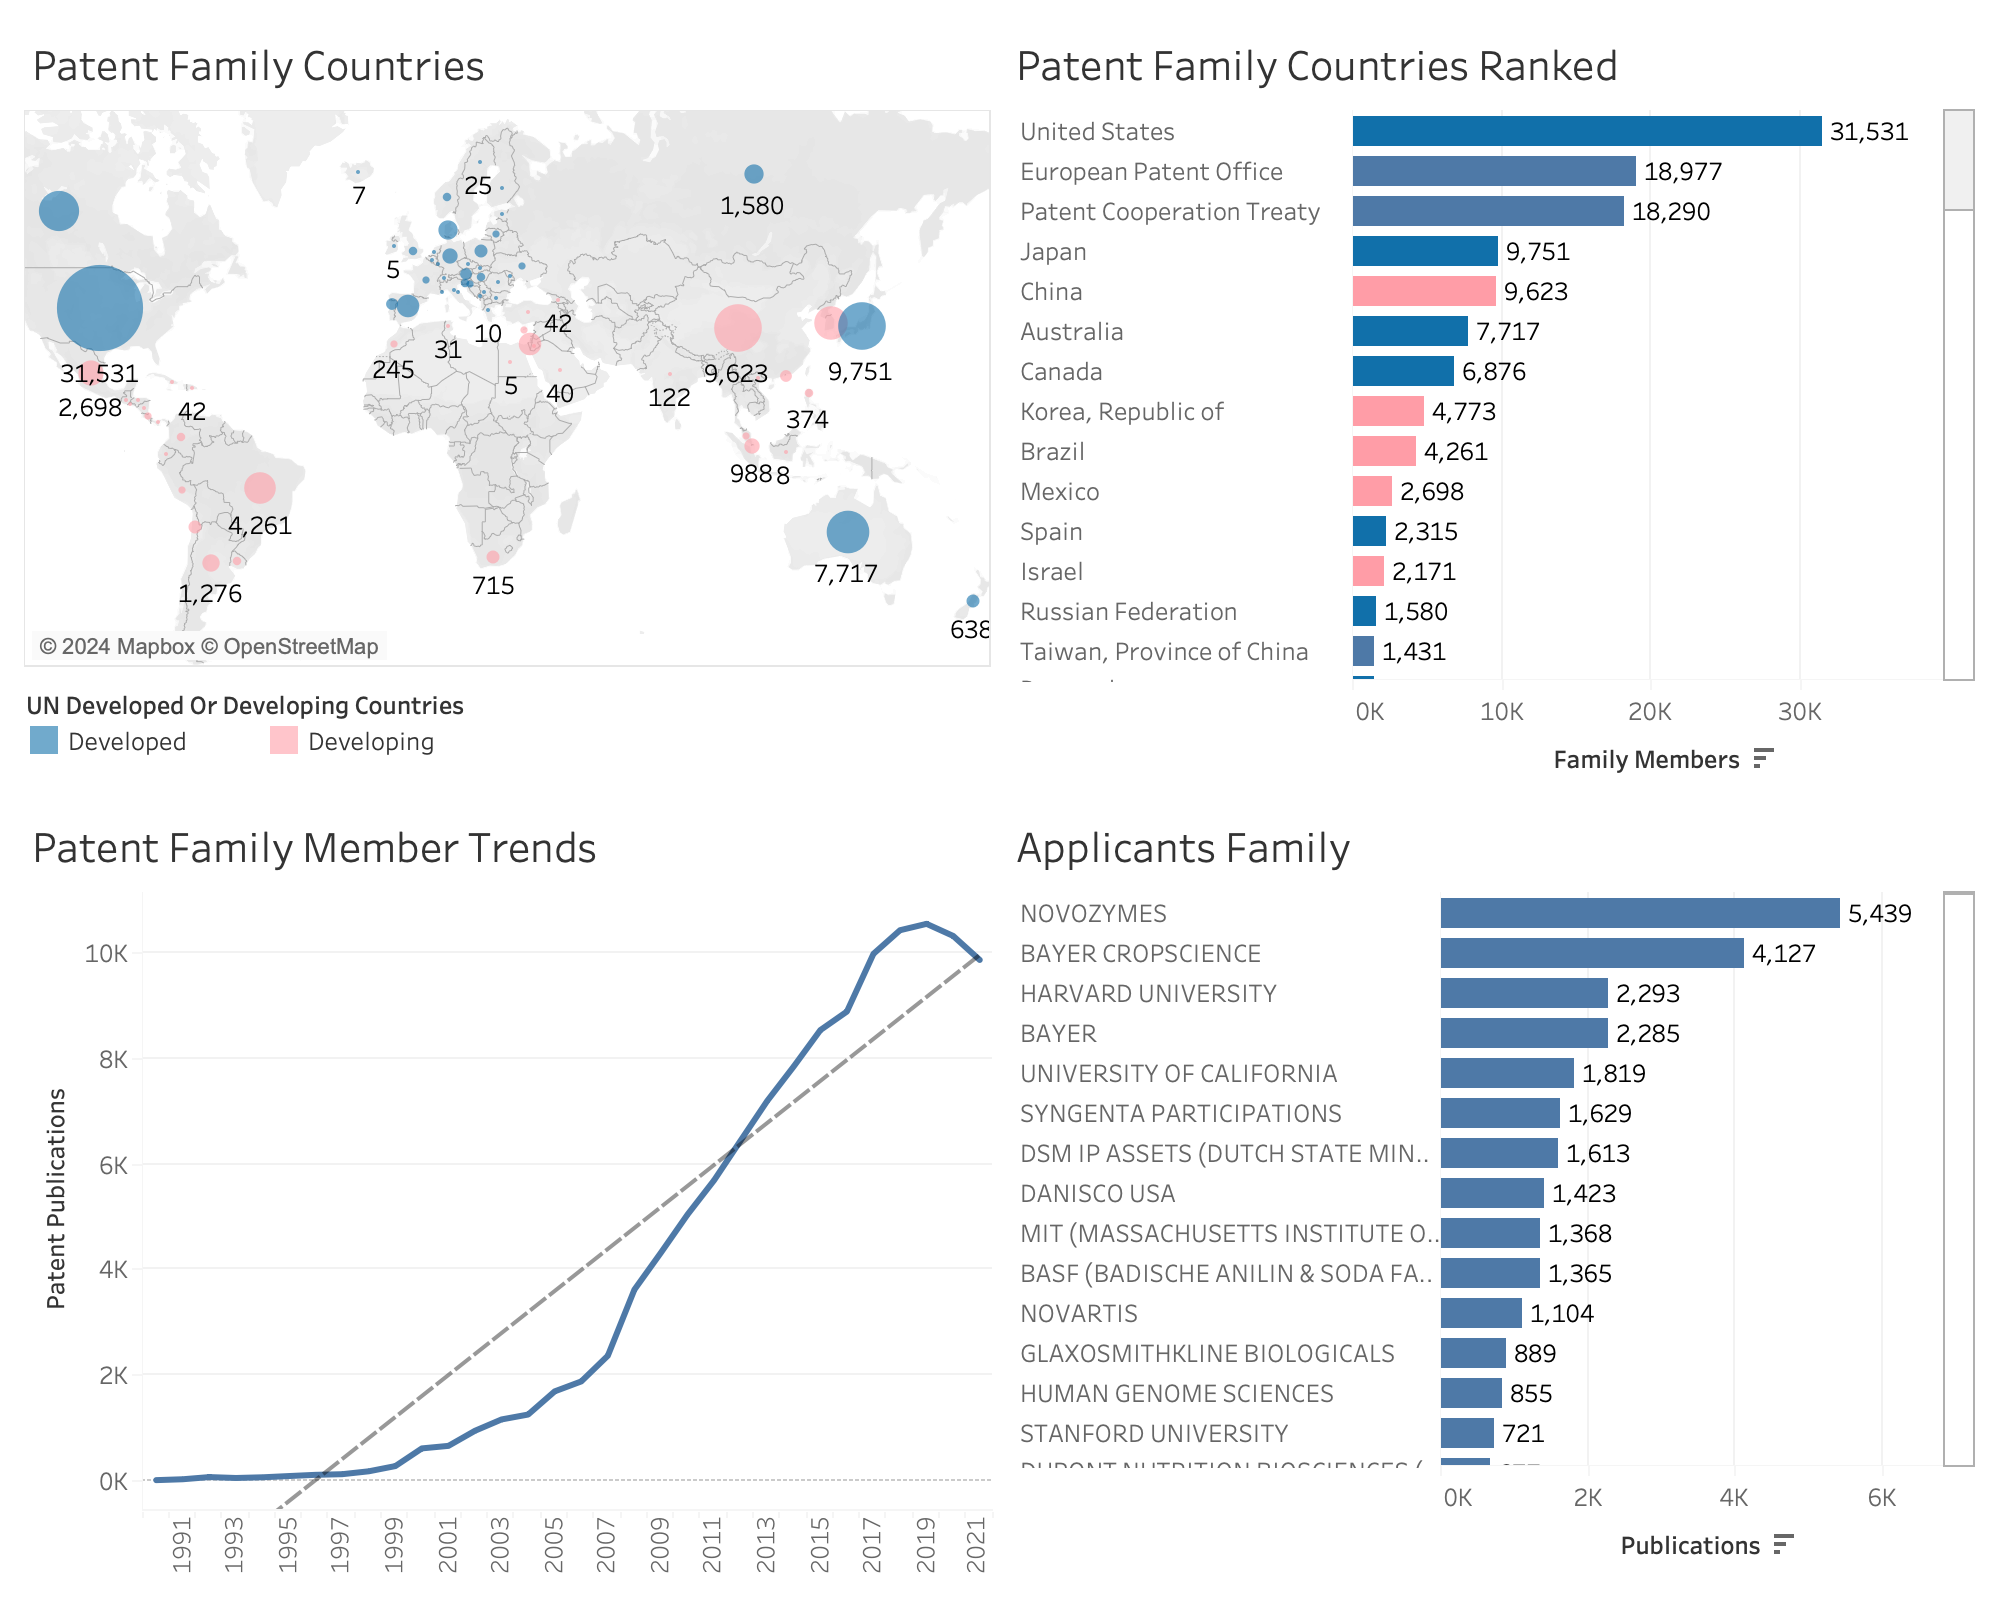 Patent Family Countries
7
25
1,580
5
10
42
31
245
5
40
122
9,623
9,751
31,531
2,698
42
374
988
8
4,261
7,717
1,276
715
638
© 2024 Mapbox © OpenStreetMap
UN Developed Or Developing Countries
Developed
Developing
Patent Family Countries Ranked
United States 31,531
European Patent Office 18,977
Patent Cooperation Treaty 18,290
Japan 9,751
China 9,623
Australia 7,717
Canada 6,876
Korea, Republic of 4,773
Brazil 4,261
Mexico 2,698
Spain 2,315
Israel 2,171
Russian Federation 1,580
Taiwan, Province of China 1,431
0K 10K 20K 30K
Family Members
Patent Family Member Trends
Patent Publications
10K
8K
6K
4K
2K
0K
1991 1993 1995 1997 1999 2001 2003 2005 2007 2009 2011 2013 2015 2017 2019 2021
Applicants Family
NOVOZYMES 5,439
BAYER CROPSCIENCE 4,127
HARVARD UNIVERSITY 2,293
BAYER 2,285
UNIVERSITY OF CALIFORNIA 1,819
SYNGENTA PARTICIPATIONS 1,629
DSM IP ASSETS (DUTCH STATE MIN.. 1,613
DANISCO USA 1,423
MIT (MASSACHUSETTS INSTITUTE O.. 1,368
BASF (BADISCHE ANILIN & SODA FA.. 1,365
NOVARTIS 1,104
GLAXOSMITHKLINE BIOLOGICALS 889
HUMAN GENOME SCIENCES 855
STANFORD UNIVERSITY 721
DUPONT NUTRITION BIOSCIENCES (
0K 2K 4K 6K
Publications